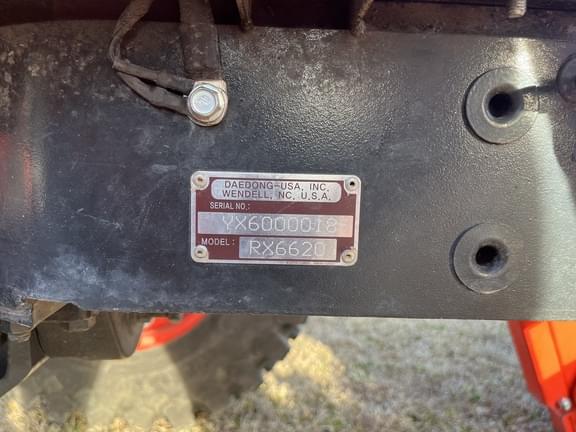 DAEDONG-USA, INC.
WENDELL, NC, U.S.A.
SERIAL NO.:
YX6000018
MODEL: RX6620